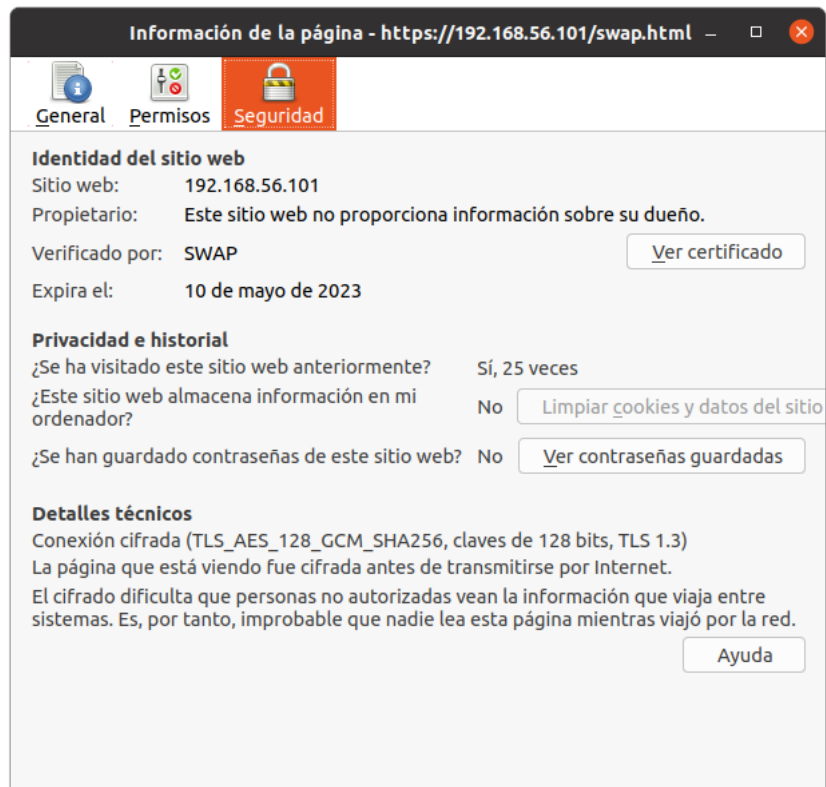 Información de la página - https://192.168.56.101/swap.html
General Permisos Seguridad
Identidad del sitio web
Sitio web: 192.168.56.101
Propietario: Este sitio web no proporciona información sobre su dueño.
Verificado por: SWAP Ver certificado
Expira el: 10 de mayo de 2023
Privacidad e historial
¿Se ha visitado este sitio web anteriormente? Sí, 25 veces
¿Este sitio web almacena información en mi
ordenador? No Limpiar cookies y datos del sitio
¿Se han guardado contraseñas de este sitio web? No Ver contraseñas guardadas
Detalles técnicos
Conexión cifrada (TLS_AES_128_GCM_SHA256, claves de 128 bits, TLS 1.3)
La página que está viendo fue cifrada antes de transmitirse por Internet.
El cifrado dificulta que personas no autorizadas vean la información que viaja entre
sistemas. Es, por tanto, improbable que nadie lea esta página mientras viajó por la red.
Ayuda